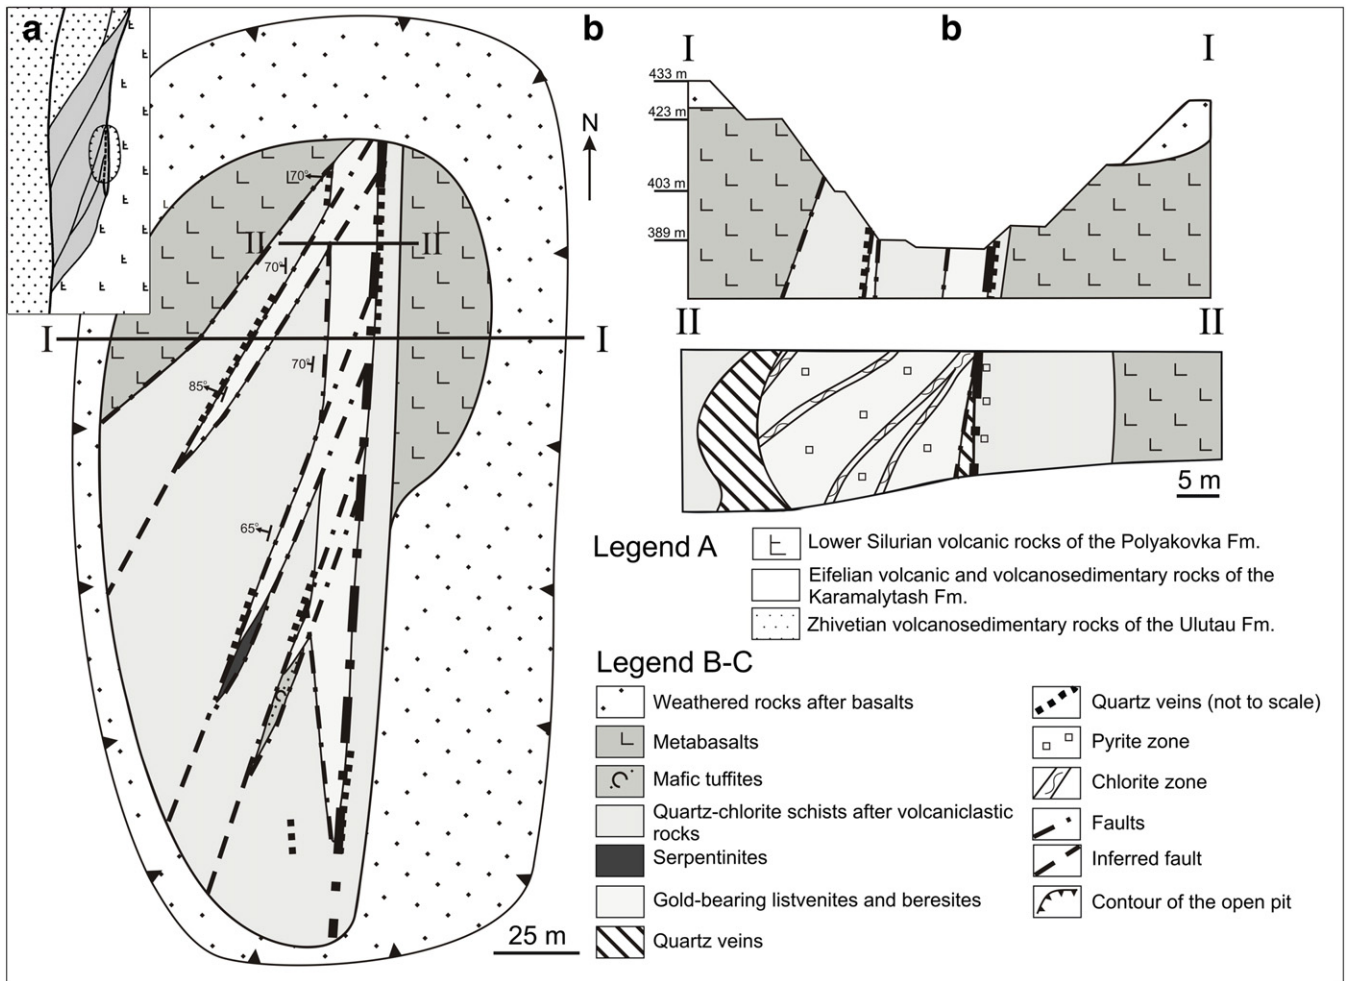 a
b
b
I
I
433 m
423 m
403 m
389 m
N
70°
II
II
70°
I
I
70°
85°
65°
25 m
II
II
5 m
Legend A
Lower Silurian volcanic rocks of the Polyakovka Fm.
Eifelian volcanic and volcanosedimentary rocks of the
Karamalytash Fm.
Zhivetian volcanosedimentary rocks of the Ulutau Fm.
Legend B-C
Weathered rocks after basalts
Metabasalts
Mafic tuffites
Quartz-chlorite schists after volcaniclastic
rocks
Serpentinites
Gold-bearing listvenites and beresites
Quartz veins
Quartz veins (not to scale)
Pyrite zone
Chlorite zone
Faults
Inferred fault
Contour of the open pit